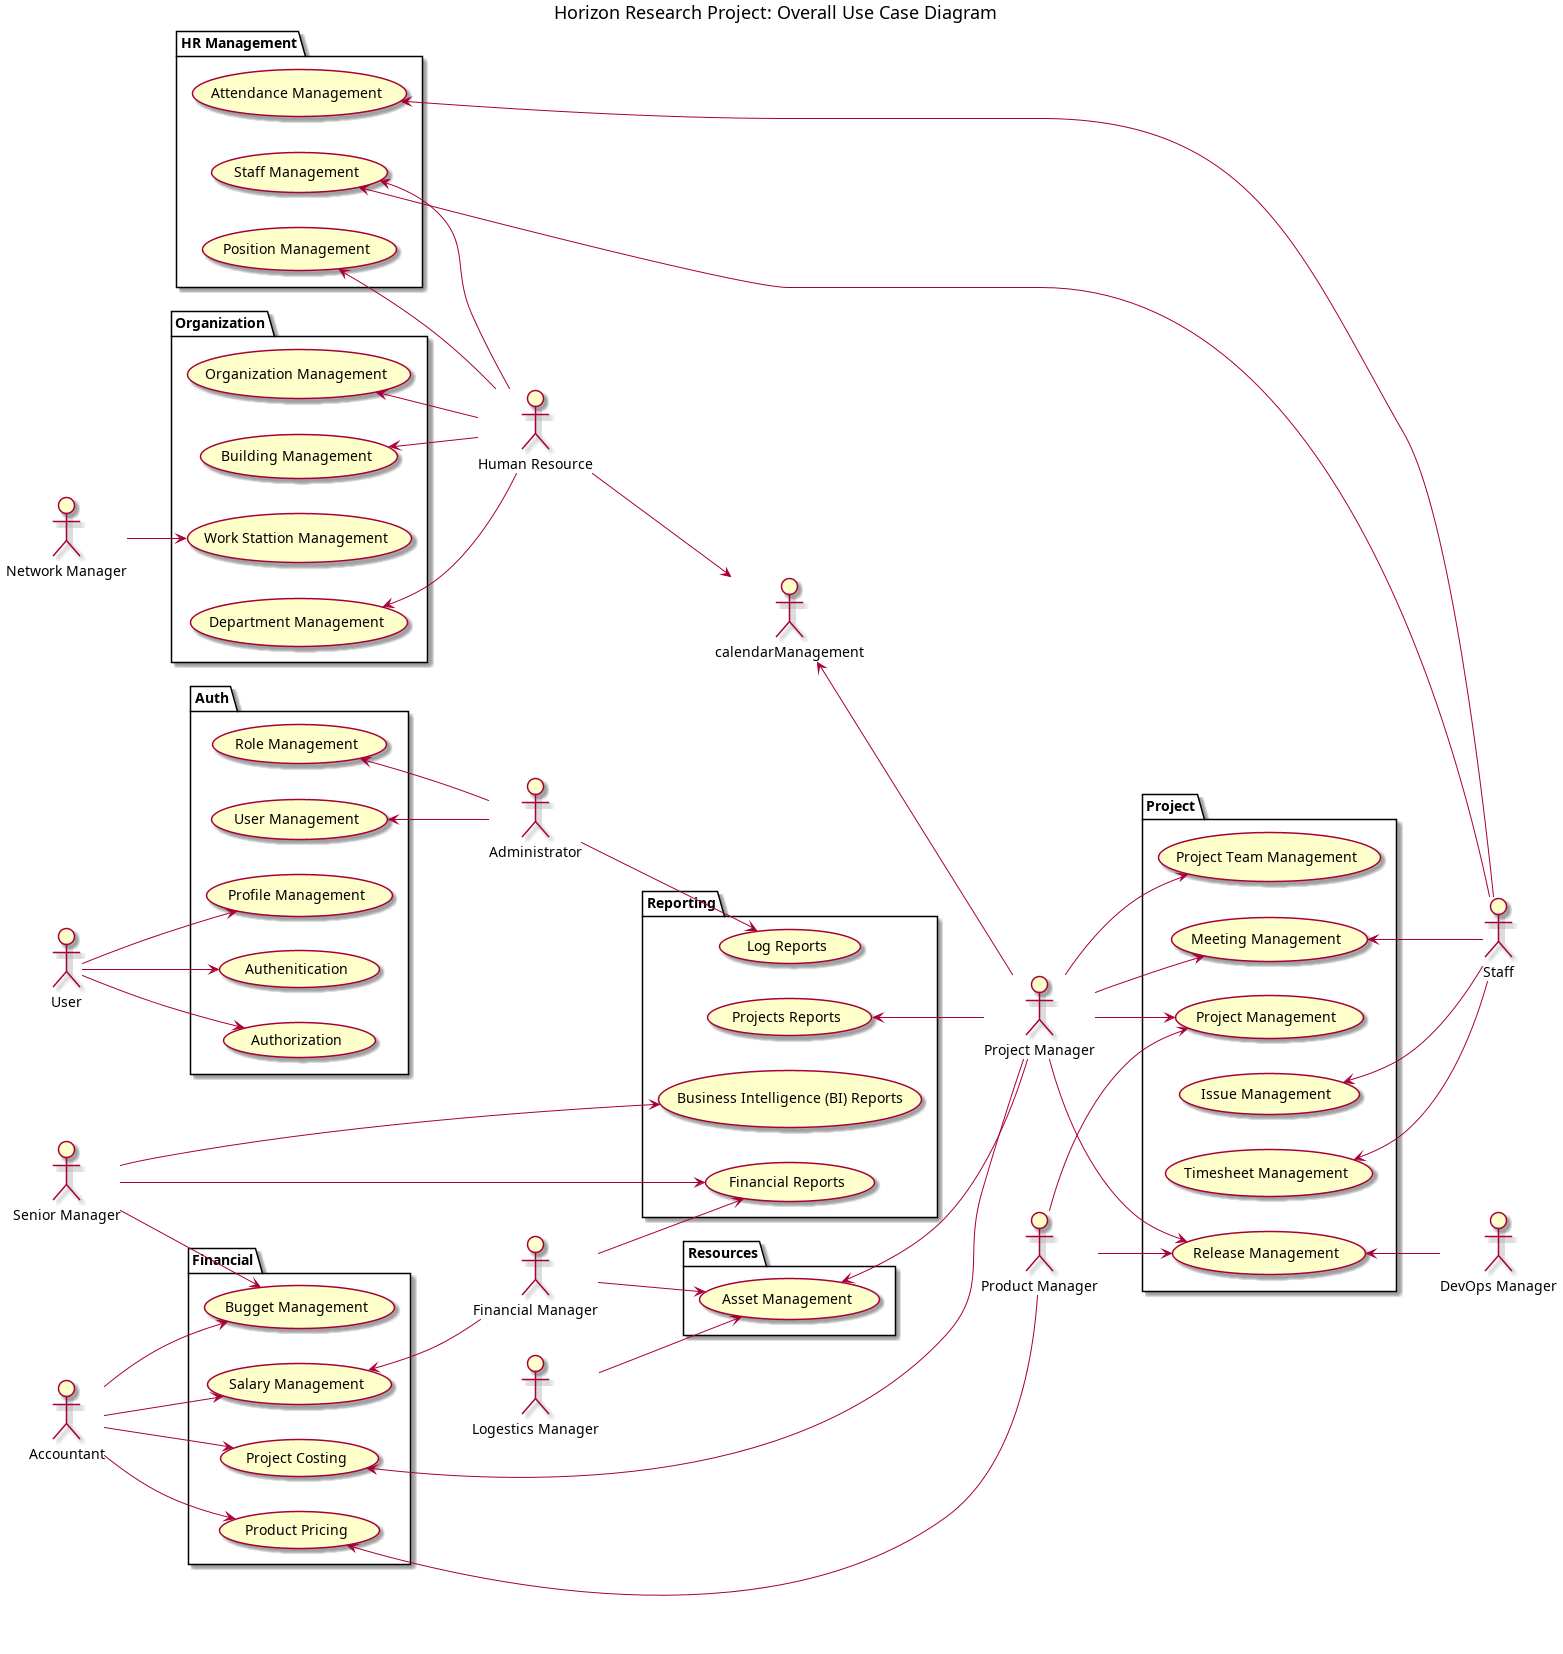 Horizon Research Project: Overall Use Case Diagram
HR Management
Attendance Management
Staff Management
Position Management
Organization
Organization Management
Building Management
Work Stattion Management
Department Management
Human Resource
Network Manager
calendarManagement
Auth
Role Management
User Management
Profile Management
Authenitication
Authorization
Administrator
User
Reporting
Log Reports
Projects Reports
Business Intelligence (BI) Reports
Financial Reports
Project Manager
Project
Project Team Management
Meeting Management
Project Management
Issue Management
Timesheet Management
Release Management
Staff
Senior Manager
Financial
Bugget Management
Salary Management
Project Costing
Product Pricing
Financial Manager
Resources
Asset Management
Product Manager
DevOps Manager
Logestics Manager
Accountant